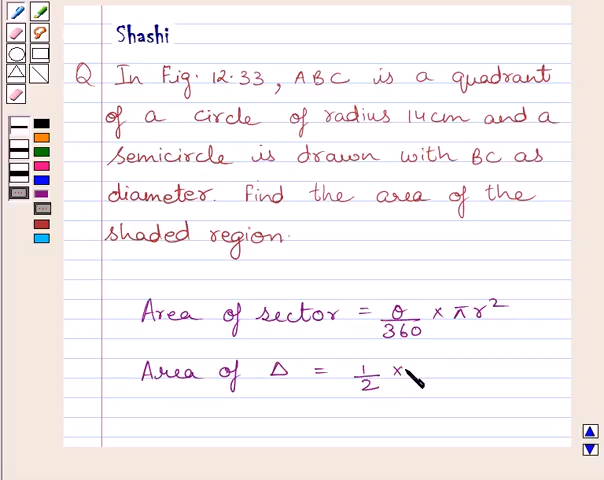 Shashi
Q In Fig. 12.33, ABC is a quadrant
of a circle of radius 14cm and a
semicircle is drawn with BC as
diameter. Find the area of the
shaded region.
Area of sector = θ/360 × πr²
Area of Δ = 1/2 ×